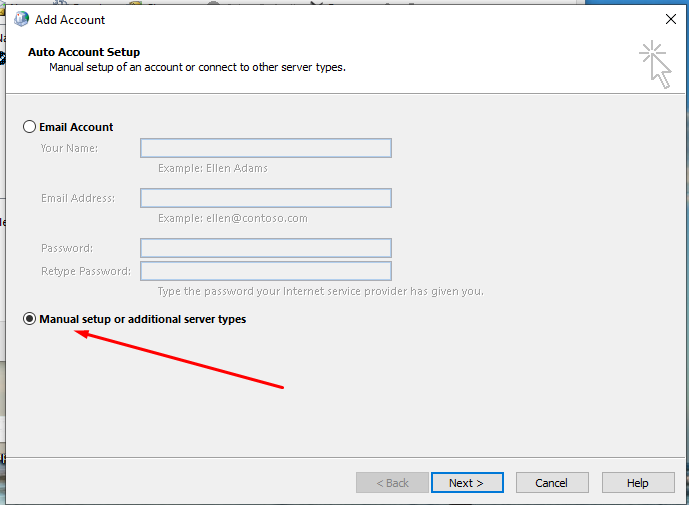 Add Account
Auto Account Setup
Manual setup of an account or connect to other server types.
Email Account
Your Name:
Example: Ellen Adams
Email Address:
Example: ellen@contoso.com
Password:
Retype Password:
Type the password your Internet service provider has given you.
Manual setup or additional server types
< Back
Next >
Cancel
Help